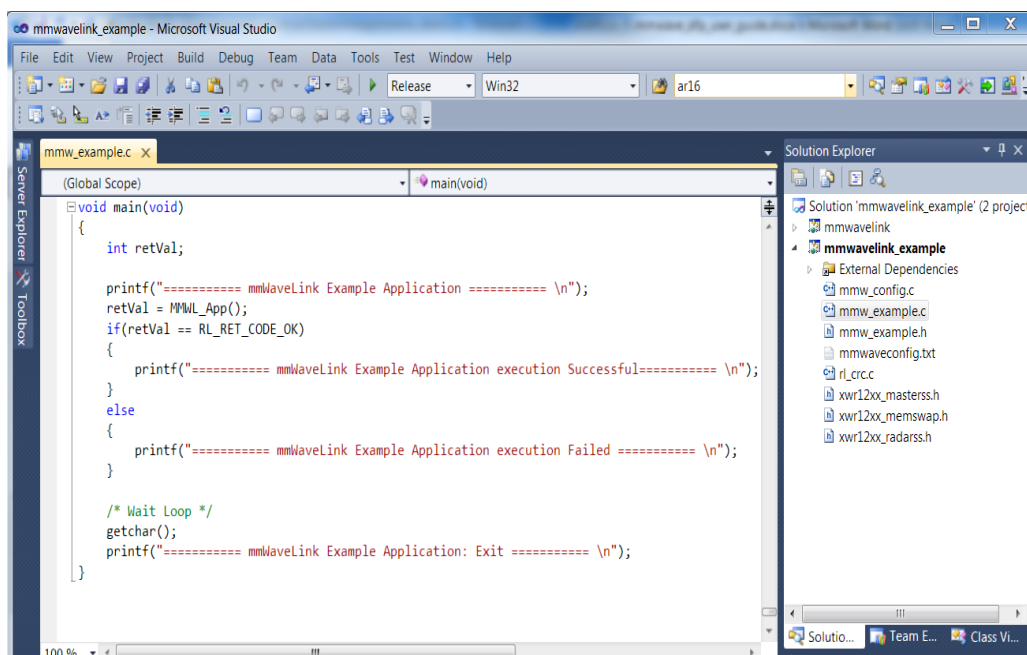 mmwavelink_example - Microsoft Visual Studio
File Edit View Project Build Debug Team Data Tools Test Window Help
Release Win32 ar16
mmw_example.c X
(Global Scope) main(void)
Server Explorer
Toolbox
void main(void)
{
int retVal;
printf("=========== mmWaveLink Example Application =========== \n");
retVal = MMWL_App();
if(retVal == RL_RET_CODE_OK)
{
printf("=========== mmWaveLink Example Application execution Successful=========== \n");
}
else
{
printf("=========== mmWaveLink Example Application execution Failed =========== \n");
}
/* Wait Loop */
getchar();
printf("=========== mmWaveLink Example Application: Exit =========== \n");
}
100 %
Solution Explorer
Solution 'mmwavelink_example' (2 project
mmwavelink
mmwavelink_example
External Dependencies
mmw_config.c
mmw_example.c
mmw_example.h
mmwaveconfig.txt
rl_crc.c
xwr12xx_masterss.h
xwr12xx_memswap.h
xwr12xx_radarss.h
Solutio... Team E... Class Vi...